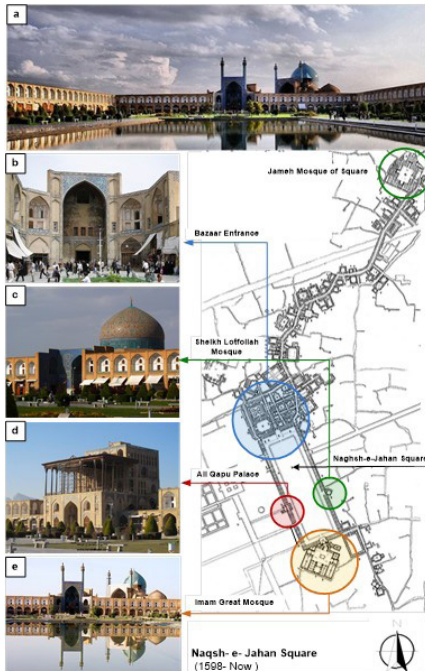 a
b
Jameh Mosque of Square
Bazaar Entrance
c
Sheikh Lotfollah
Mosque
d
Naghsh-e-Jahan Square
Ali Qapu Palace
e
Imam Great Mosque
Naqsh- e- Jahan Square
(1598- Now )
N